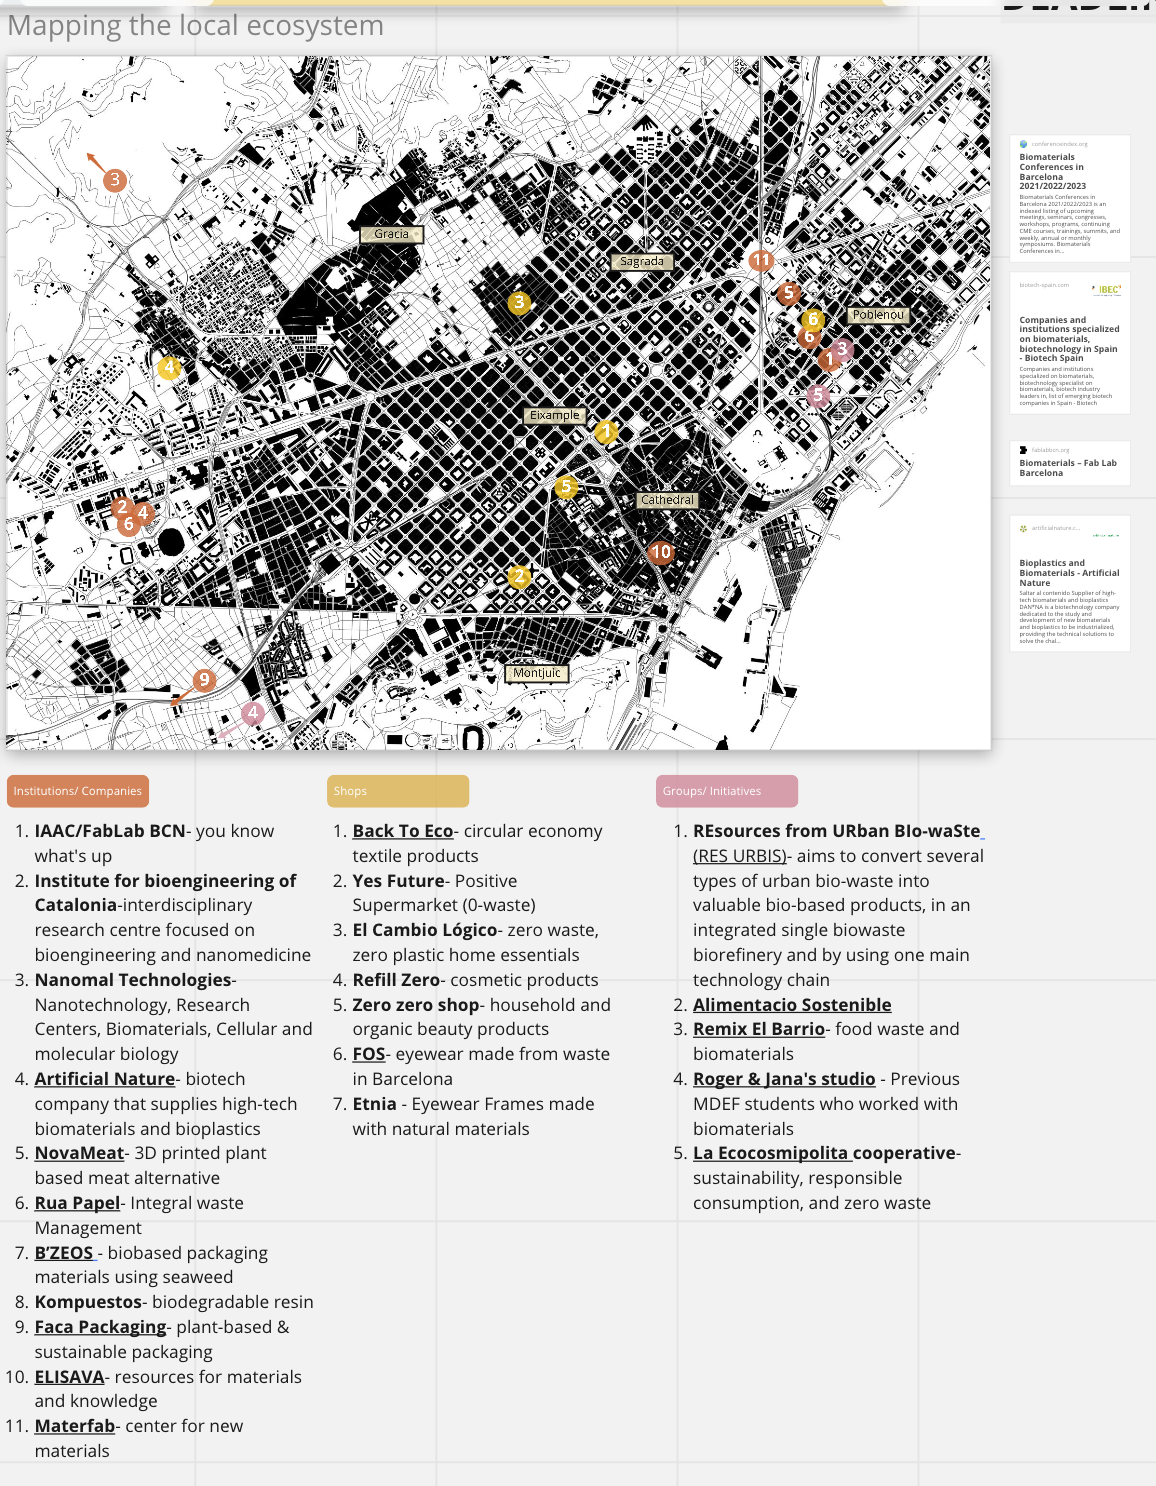 Mapping the local ecosystem
3
Gracia
Sagrada
11
3
5
6
Poblenou
6
3
1
4
5
Eixample
1
5
Cathedral
2
4
6
10
2
Montjuic
9
4
conferenceindex.org
Biomaterials
Conferences in
Barcelona
2021/2022/2023
Biomaterials Conferences in
Barcelona 2021/2022/2023 is an
indexed listing of upcoming
meetings, seminars, congresses,
workshops, programs, continuing
CME courses, trainings, summits, and
weekly, annual or monthly
symposiums. Biomaterials
Conferences in...
biotech-spain.com
IBEC
Companies and
institutions specialized
on biomaterials,
biotechnology in Spain
- Biotech Spain
Companies and institutions
specialized on biomaterials,
biotechnology specialist on
biomaterials, biotech industry
leaders in, list of emerging biotech
companies in Spain - Biotech
fablabbcn.org
Biomaterials – Fab Lab
Barcelona
artificialnature.c...
Bioplastics and
Biomaterials - Artificial
Nature
Saltar al contenido Supplier of high-
tech biomaterials and bioplastics
DAN*NA is a biotechnology company
dedicated to the study and
development of new biomaterials
and bioplastics to be industrialized,
providing the technical solutions to
solve the chal...
Institutions/ Companies
1. IAAC/FabLab BCN- you know
what's up
2. Institute for bioengineering of
Catalonia-interdisciplinary
research centre focused on
bioengineering and nanomedicine
3. Nanomal Technologies-
Nanotechnology, Research
Centers, Biomaterials, Cellular and
molecular biology
4. Artificial Nature- biotech
company that supplies high-tech
biomaterials and bioplastics
5. NovaMeat- 3D printed plant
based meat alternative
6. Rua Papel- Integral waste
Management
7. B'ZEOS - biobased packaging
materials using seaweed
8. Kompuestos- biodegradable resin
9. Faca Packaging- plant-based &
sustainable packaging
10. ELISAVA- resources for materials
and knowledge
11. Materfab- center for new
materials
Shops
1. Back To Eco- circular economy
textile products
2. Yes Future- Positive
Supermarket (0-waste)
3. El Cambio Lógico- zero waste,
zero plastic home essentials
4. Refill Zero- cosmetic products
5. Zero zero shop- household and
organic beauty products
6. FOS- eyewear made from waste
in Barcelona
7. Etnia - Eyewear Frames made
with natural materials
Groups/ Initiatives
1. REsources from URban BIo-waSte
(RES URBIS)- aims to convert several
types of urban bio-waste into
valuable bio-based products, in an
integrated single biowaste
biorefinery and by using one main
technology chain
2. Alimentacio Sostenible
3. Remix El Barrio- food waste and
biomaterials
4. Roger & Jana's studio - Previous
MDEF students who worked with
biomaterials
5. La Ecocosmipolita cooperative-
sustainability, responsible
consumption, and zero waste